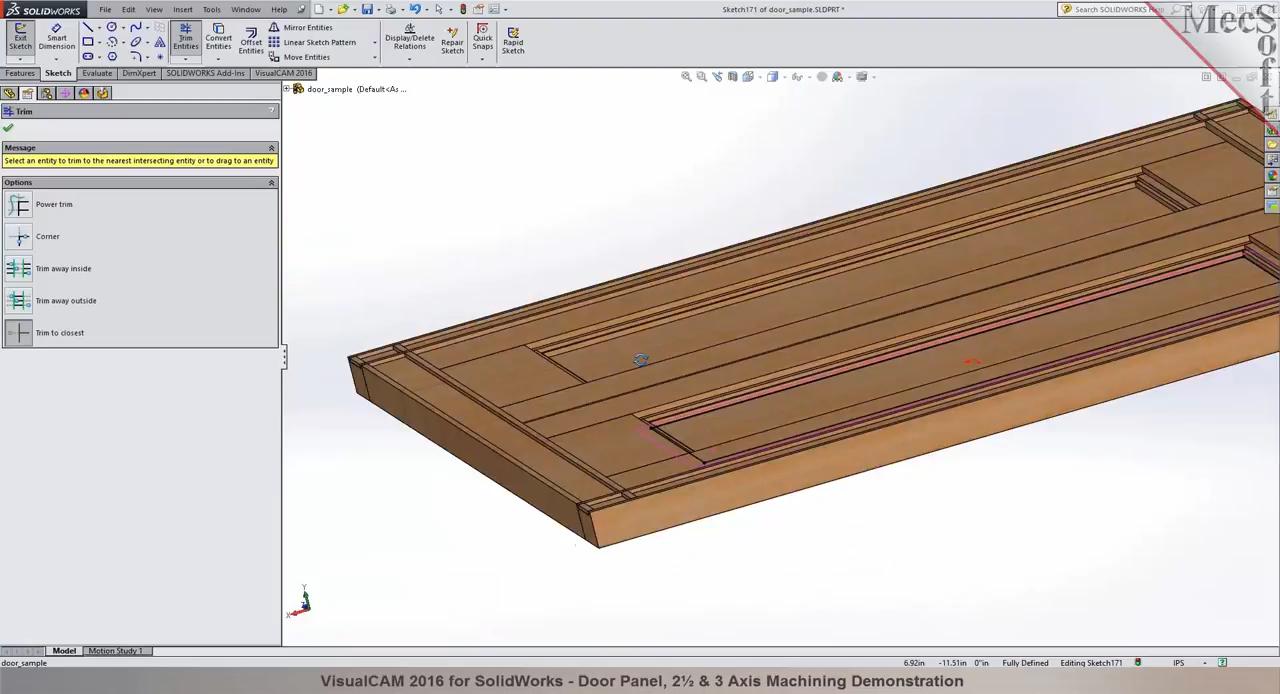 SOLIDWORKS File Edit View Insert Tools Window Help Sketch171 of door_sample.SLDPRT * Search SOLIDWORKS
MecSoft
Exit Sketch Smart Dimension Trim Entities Convert Entities Offset Entities Mirror Entities Linear Sketch Pattern Move Entities Display/Delete Relations Repair Sketch Quick Snaps Rapid Sketch
Features Sketch Evaluate DimXpert SOLIDWORKS Add-Ins VisualCAM 2016
door_sample (Default<As ...
Trim ?
Message
Select an entity to trim to the nearest intersecting entity or to drag to an entity
Options
Power trim
Corner
Trim away inside
Trim away outside
Trim to closest
Y
X
Model Motion Study 1
door_sample 6.92in -11.51in 0"in Fully Defined Editing Sketch171 IPS
VisualCAM 2016 for SolidWorks - Door Panel, 2½ & 3 Axis Machining Demonstration